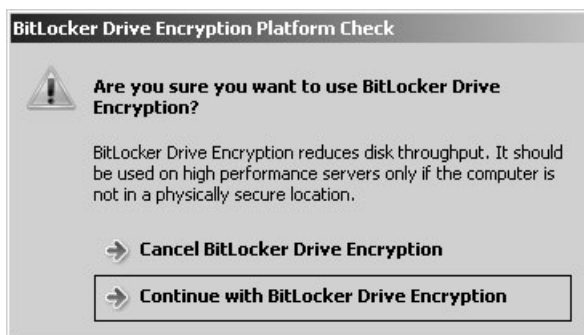 BitLocker Drive Encryption Platform Check
Are you sure you want to use BitLocker Drive
Encryption?
BitLocker Drive Encryption reduces disk throughput. It should
be used on high performance servers only if the computer is
not in a physically secure location.
Cancel BitLocker Drive Encryption
Continue with BitLocker Drive Encryption